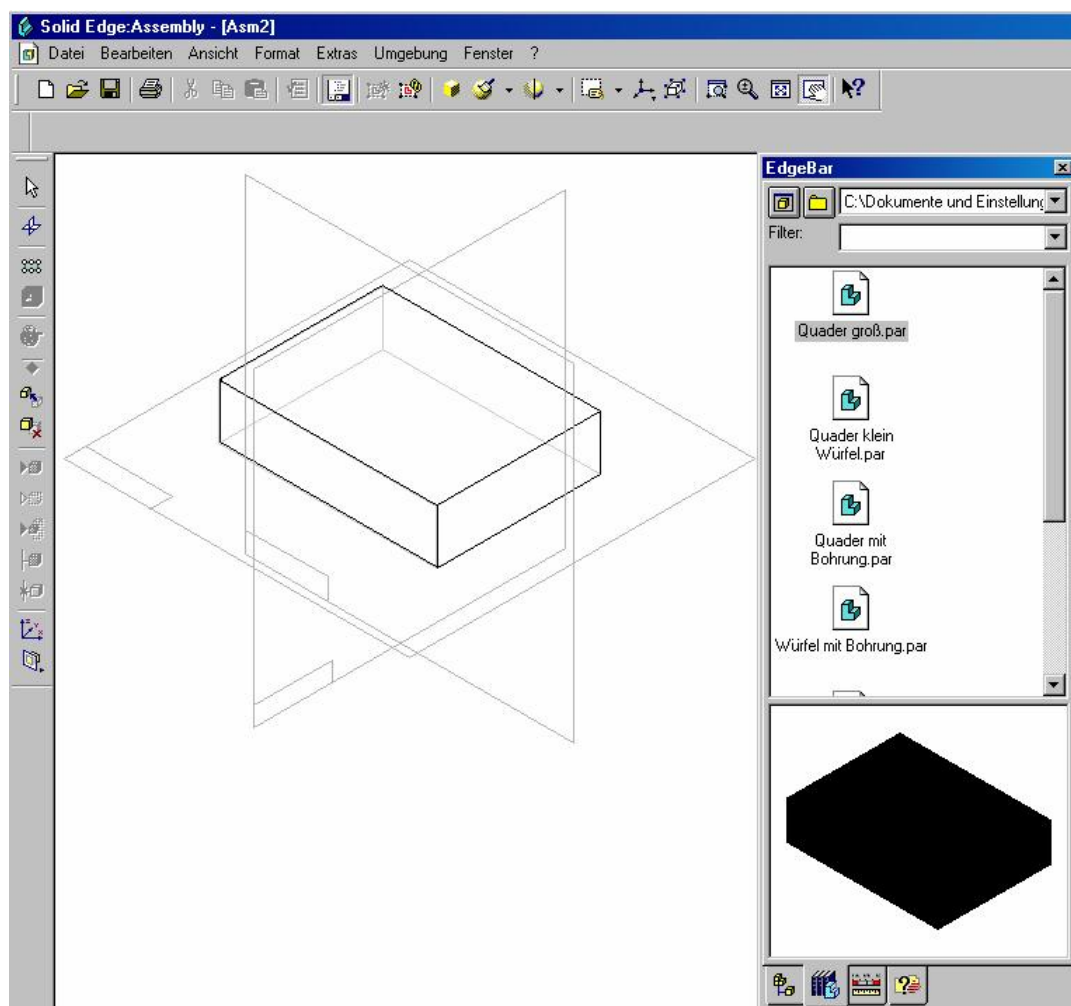 Solid Edge:Assembly - [Asm2]
Datei Bearbeiten Ansicht Format Extras Umgebung Fenster ?
EdgeBar
C:\Dokumente und Einstellung
Filter:
Quader groß.par
Quader klein
Würfel.par
Quader mit
Bohrung.par
Würfel mit Bohrung.par